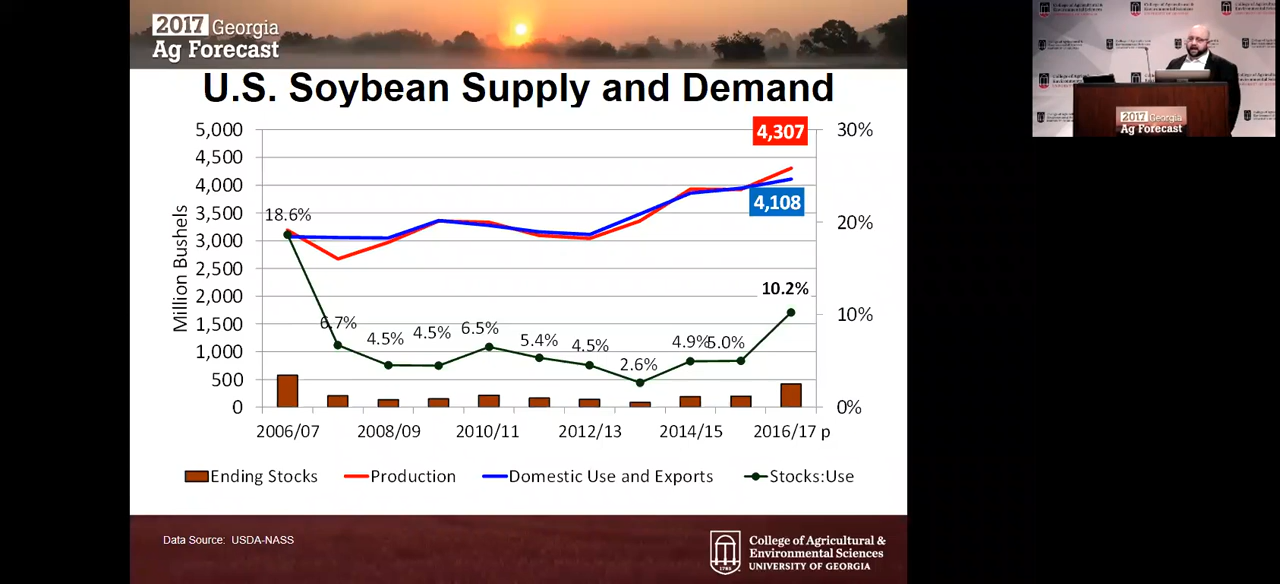 2017 Georgia
Ag Forecast
U.S. Soybean Supply and Demand
5,000
4,500
4,000
3,500
3,000
2,500
2,000
1,500
1,000
500
0
Million Bushels
30%
20%
10%
0%
4,307
4,108
18.6%
6.7%
4.5%
4.5%
6.5%
5.4%
4.5%
2.6%
4.9%
5.0%
10.2%
2006/07
2008/09
2010/11
2012/13
2014/15
2016/17 p
Ending Stocks
Production
Domestic Use and Exports
Stocks:Use
Data Source: USDA-NASS
College of Agricultural &
Environmental Sciences
UNIVERSITY OF GEORGIA
2017 Georgia
Ag Forecast